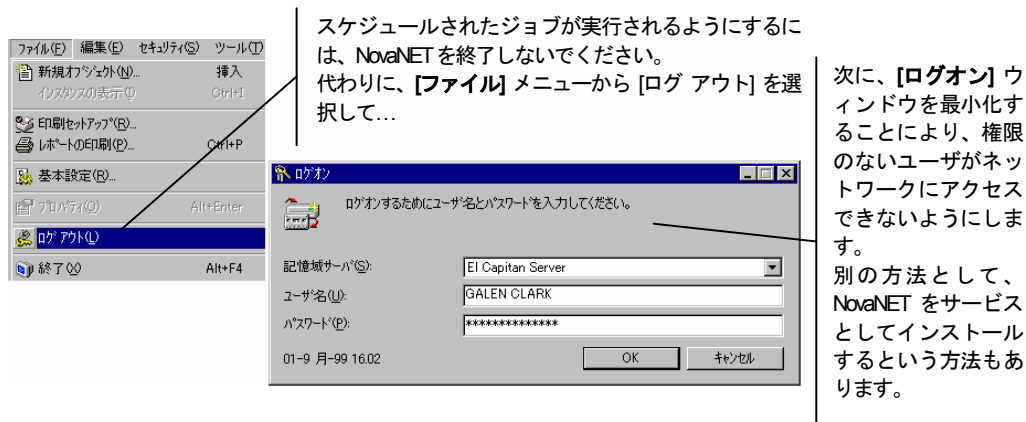 スケジュールされたジョブが実行されるようにするに
は、NovaNETを終了しないでください。
代わりに、[ファイル] メニューから [ログ アウト] を選
択して…
ファイル(F) 編集(E) セキュリティ(S) ツール(T)
新規オブジェクト(N)... 挿入
インスタンスの表示(I) Ctrl+I
印刷セットアップ(R)...
レポートの印刷(P)... Ctrl+P
基本設定(R)...
プロパティ(O) Alt+Enter
ログ アウト(L)
終了(X) Alt+F4
ログオン
ログオンするためにユーザ名とパスワードを入力してください。
記憶域サーバ(S): El Capitan Server
ユーザ名(U): GALEN CLARK
パスワード(P): **************
01-9 月-99 16.02 OK キャンセル
次に、[ログオン] ウ
ィンドウを最小化す
ることにより、権限
のないユーザがネッ
トワークにアクセス
できないようにしま
す。
別の方法として、
NovaNET をサービス
としてインストール
するという方法もあ
ります。